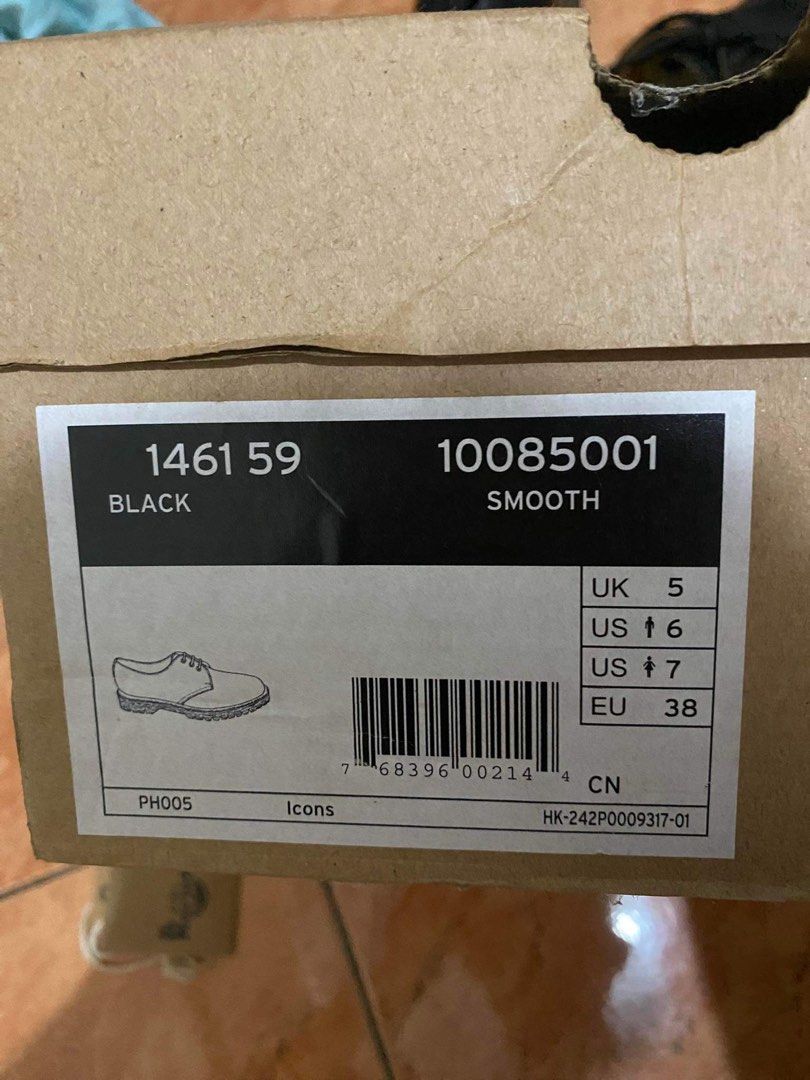 1461 59 10085001
BLACK SMOOTH
UK 5
US 6
US 7
EU 38
7 68396 00214 4
CN
PH005 Icons HK-242P0009317-01